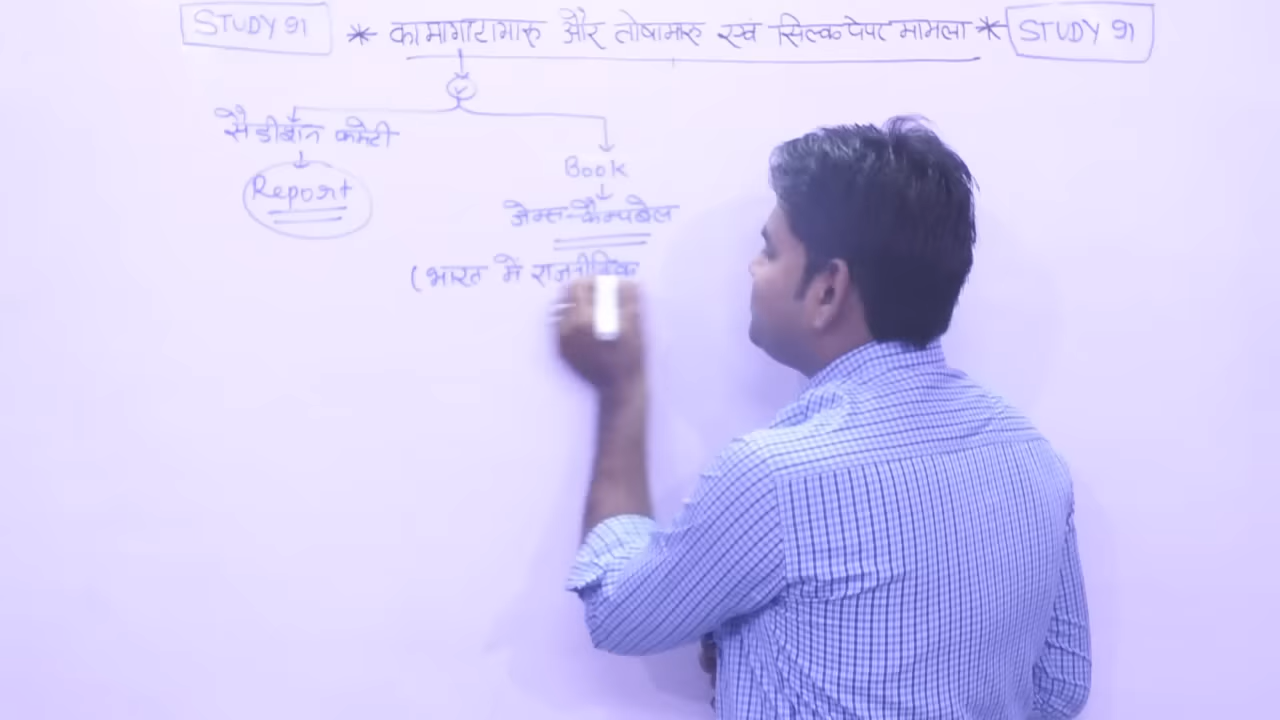 STUDY 91 * कामागाटामारु और तोषामारु एवं सिल्क पेपर मामला * STUDY 91
सैडीशन कमेटी
Report
Book
जेम्स-कैम्पबेल
(भारत में राजनीतिक